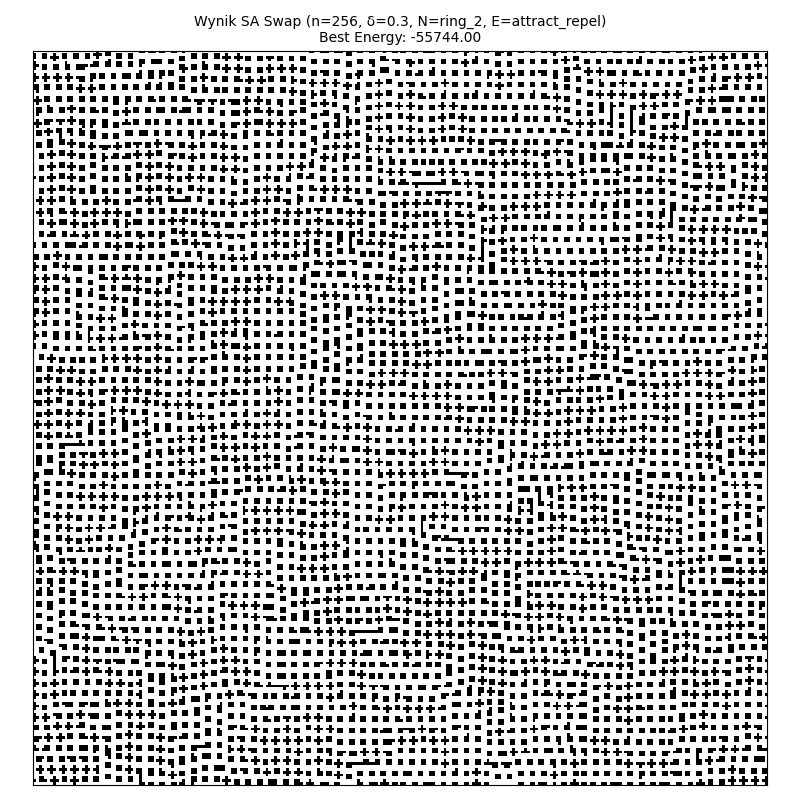 Wynik SA Swap (n=256, δ=0.3, N=ring_2, E=attract_repel)
Best Energy: -55744.00